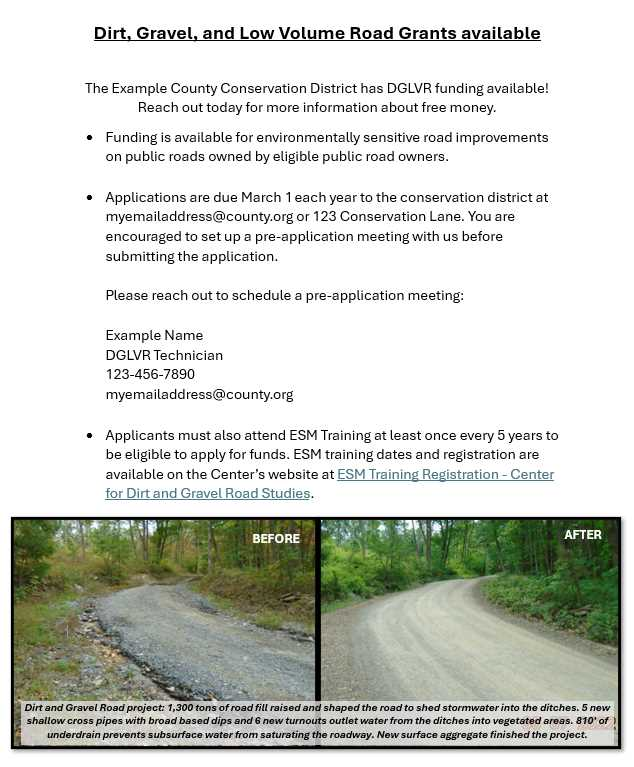 Dirt, Gravel, and Low Volume Road Grants available
The Example County Conservation District has DGLVR funding available!
Reach out today for more information about free money.
• Funding is available for environmentally sensitive road improvements
on public roads owned by eligible public road owners.
• Applications are due March 1 each year to the conservation district at
myemailaddress@county.org or 123 Conservation Lane. You are
encouraged to set up a pre-application meeting with us before
submitting the application.
Please reach out to schedule a pre-application meeting:
Example Name
DGLVR Technician
123-456-7890
myemailaddress@county.org
• Applicants must also attend ESM Training at least once every 5 years to
be eligible to apply for funds. ESM training dates and registration are
available on the Center’s website at ESM Training Registration - Center
for Dirt and Gravel Road Studies.
BEFORE
AFTER
Dirt and Gravel Road project: 1,300 tons of road fill raised and shaped the road to shed stormwater into the ditches. 5 new
shallow cross pipes with broad based dips and 6 new turnouts outlet water from the ditches into vegetated areas. 810' of
underdrain prevents subsurface water from saturating the roadway. New surface aggregate finished the project.